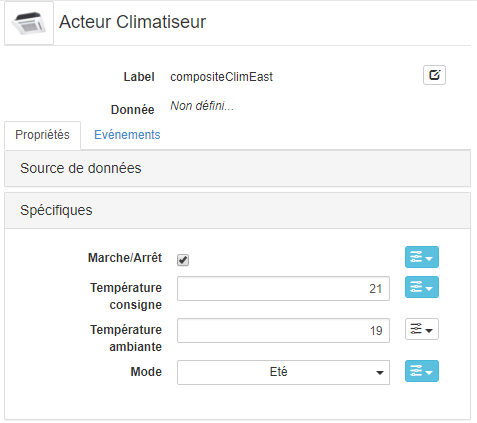 Acteur Climatiseur
Label compositeClimEast
Donnée Non défini...
Propriétés Evénements
Source de données
Spécifiques
Marche/Arrêt
Température consigne 21
Température ambiante 19
Mode Eté